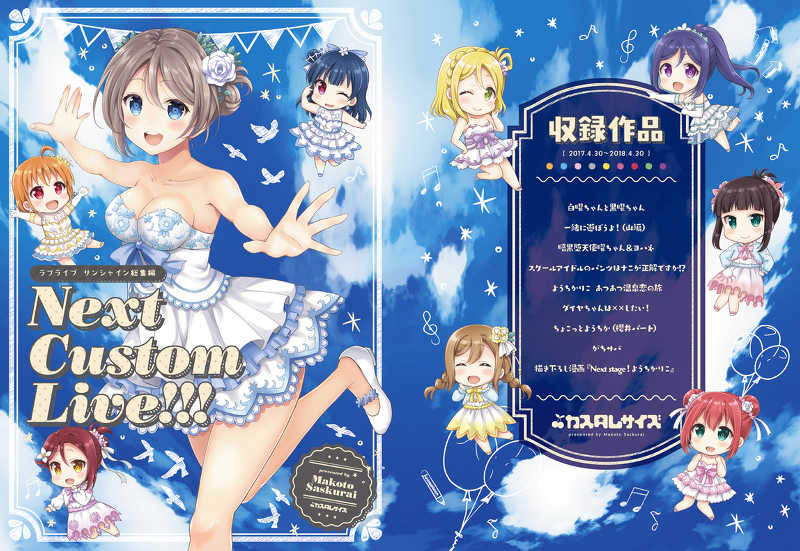 ラブライブ サンシャイン総集編
Next
Custom
Live!!!
presented by
Makoto
Saskurai
カスタムサイズ
収録作品
[ 2017.4.30~2018.4.30 ]
白曜ちゃんと黒曜ちゃん
一緒に遊ぼうよ!(山坂)
暗黒堕天使曜ちゃん&ヨハネ
スクールアイドルのパンツはすこが正解ですか!?
ようちかりこ あつあつ温泉恋の旅
ダイヤちゃんは××したい!
ちょこっとようちか(櫻井パート)
がちサバ
描き下ろし漫画『Next stage!ようちかりこ』
カスタムサイズ
presented by Makoto Saskurai